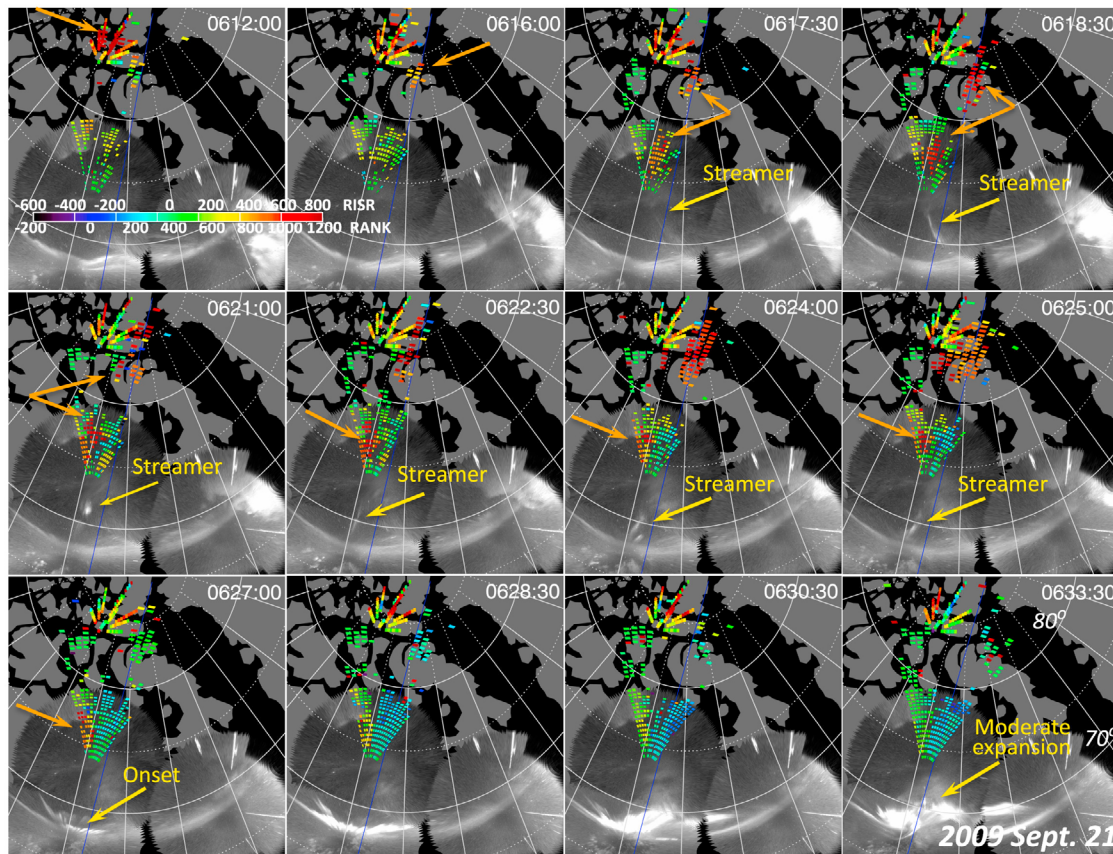 0612:00
0616:00
0617:30
0618:30
Streamer
Streamer
-600 -400 -200 0 200 400 600 800 RISR
-200 0 200 400 600 800 1000 1200 RANK
0621:00
0622:30
0624:00
0625:00
Streamer
Streamer
Streamer
Streamer
0627:00
0628:30
0630:30
0633:30
80⁰
Moderate
expansion
70⁰
Onset
2009 Sept. 21